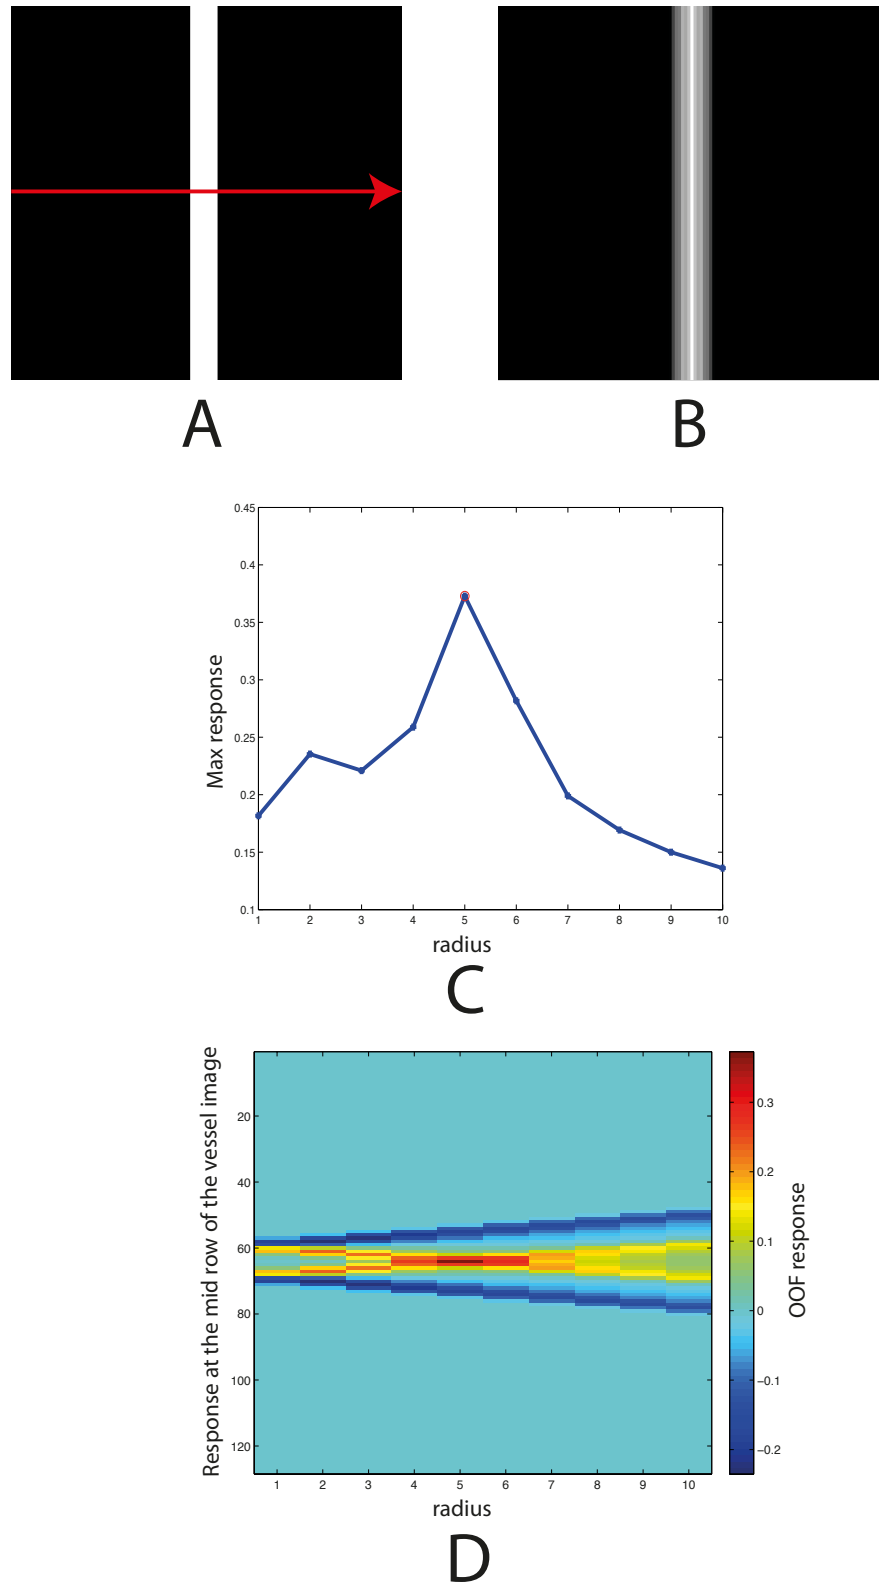 A
B
0.45
0.4
0.35
0.3
0.25
0.2
0.15
0.1
Max response
1 2 3 4 5 6 7 8 9 10
radius
C
Response at the mid row of the vessel image
20
40
60
80
100
120
1 2 3 4 5 6 7 8 9 10
radius
0.3
0.2
0.1
0
−0.1
−0.2
OOF response
D